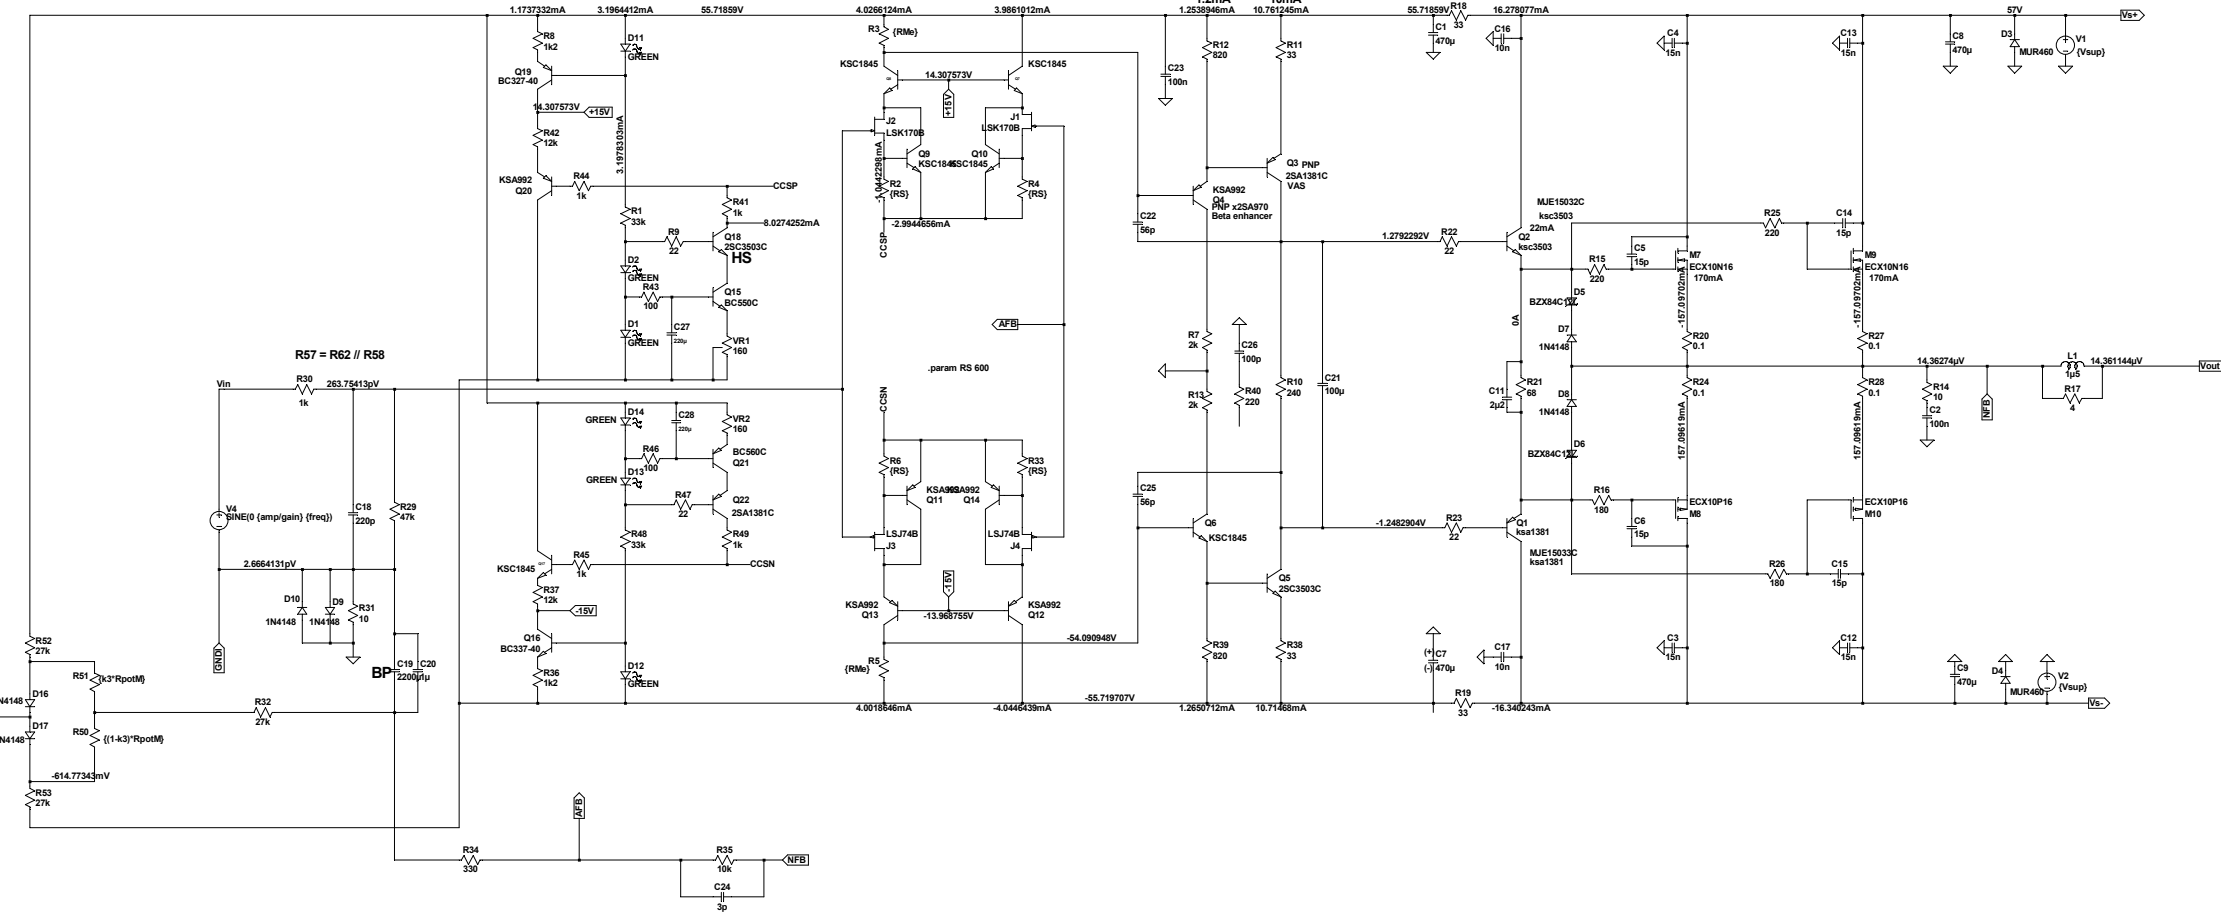 1.1737332mA
3.1964412mA
55.71859V
4.0266124mA
3.9861012mA
1.2538946mA
10.761245mA
55.71859V
R18
33
16.278077mA
57V
Vs+
R8
1k2
D11
GREEN
R3
{RMe}
R12
820
R11
33
C1
470µ
C16
10n
C4
15n
C13
15n
C8
470µ
D3
MUR460
V1
{Vsup}
Q19
BC327-40
KSC1845
KSC1845
14.307573V
C23
100n
14.307573V
+15V
+15V
R42
12k
3.1978303mA
J2
LSK170B
J1
LSK170B
Q9
KSC1845
Q10
KSC1845
Q3
PNP
2SA1381C
VAS
KSA992
Q20
R44
1k
CCSP
R41
1k
8.0274252mA
R2
{RS}
R4
{RS}
-2.9944656mA
CCSP
KSA992
Q4
PNP x2SA970
Beta enhancer
C22
56p
R1
33k
R9
22
Q18
2SC3503C
HS
1.2792292V
R22
22
MJE15032C
ksc3503
22mA
Q2
ksc3503
R25
220
C14
15p
C5
15p
R15
220
M7
ECX10N16
170mA
M9
ECX10N16
170mA
D2
GREEN
R43
100
Q15
BC550C
D5
D1
GREEN
C27
220µ
VR1
160
AFB
R7
2k
C26
100p
0A
D7
1N4148
-157.09702mA
R20
0.1
-157.09702mA
R27
0.1
R57 = R62 // R58
.param RS 600
14.36274µV
L1
1µ5
14.361144µV
Vout
R17
4
Vin
R30
1k
263.75413pV
R13
2k
R40
220
R10
240
C21
100µ
C11
2µ2
R21
68
D8
1N4148
R24
0.1
R28
0.1
R14
10
C2
100n
NFB
CCSN
D14
GREEN
C28
220µ
VR2
160
R46
100
BC560C
Q21
D13
GREEN
R6
{RS}
R33
{RS}
D6
157.09619mA
157.09619mA
V4
SINE(0 {amp/gain} {freq})
C18
220p
R29
47k
R47
22
Q22
2SA1381C
KSA992
Q11
KSA992
Q14
C25
56p
R16
180
ECX10P16
M8
ECX10P16
M10
C6
15p
R48
33k
R49
1k
LSJ74B
J3
LSJ74B
J4
Q6
KSC1845
-1.2482904V
R23
22
Q1
ksa1381
MJE15033C
ksa1381
2.6664131pV
KSC1845
R45
1k
CCSN
R26
180
C15
15p
D10
1N4148
D9
1N4148
R31
10
R37
12k
-15V
-15V
KSA992
Q13
-13.968755V
KSA992
Q12
Q5
2SC3503C
GNDI
Q16
BC337-40
-54.090948V
R52
27k
R51
{k3*RpotM}
BP
C19
2200µ
C20
1µ
R36
1k2
D12
GREEN
R5
{RMe}
R39
820
R38
33
(+)
C7
(-)
470µ
C17
10n
C3
15n
C12
15n
C9
470µ
D4
MUR460
V2
{Vsup}
D16
D17
R32
27k
-55.719707V
4.0018646mA
-4.0446439mA
1.2650712mA
10.71468mA
R19
33
-16.340243mA
Vs-
R50
{(1-k3)*RpotM}
-614.77343mV
R53
27k
AFB
R34
330
R35
10k
NFB
C24
3p